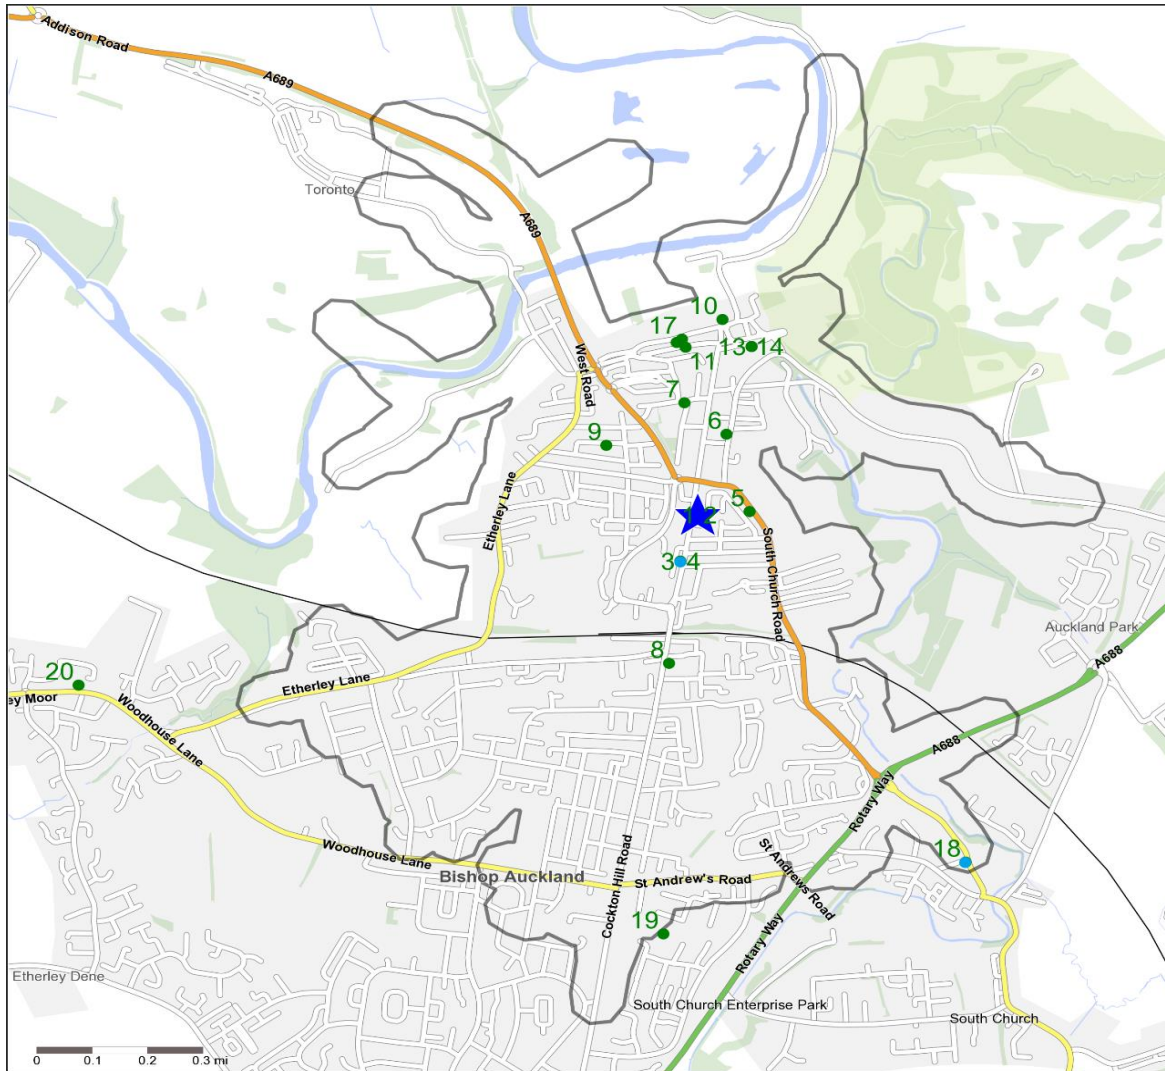 Addison Road
A689
Toronto
A689
10
17
13
14
11
West Road
7
6
9
5
Etherley Lane
3
4
South Church Road
Auckland Park
8
A688
20
Etherley Lane
ey Moor
Woodhouse Lane
A688
Rotary Way
Woodhouse Lane
Cockton Hill Road
St Andrews Road
18
Bishop Auckland
St Andrew's Road
19
Rotary Way
Etherley Dene
South Church Enterprise Park
South Church
0 0.1 0.2 0.3 mi